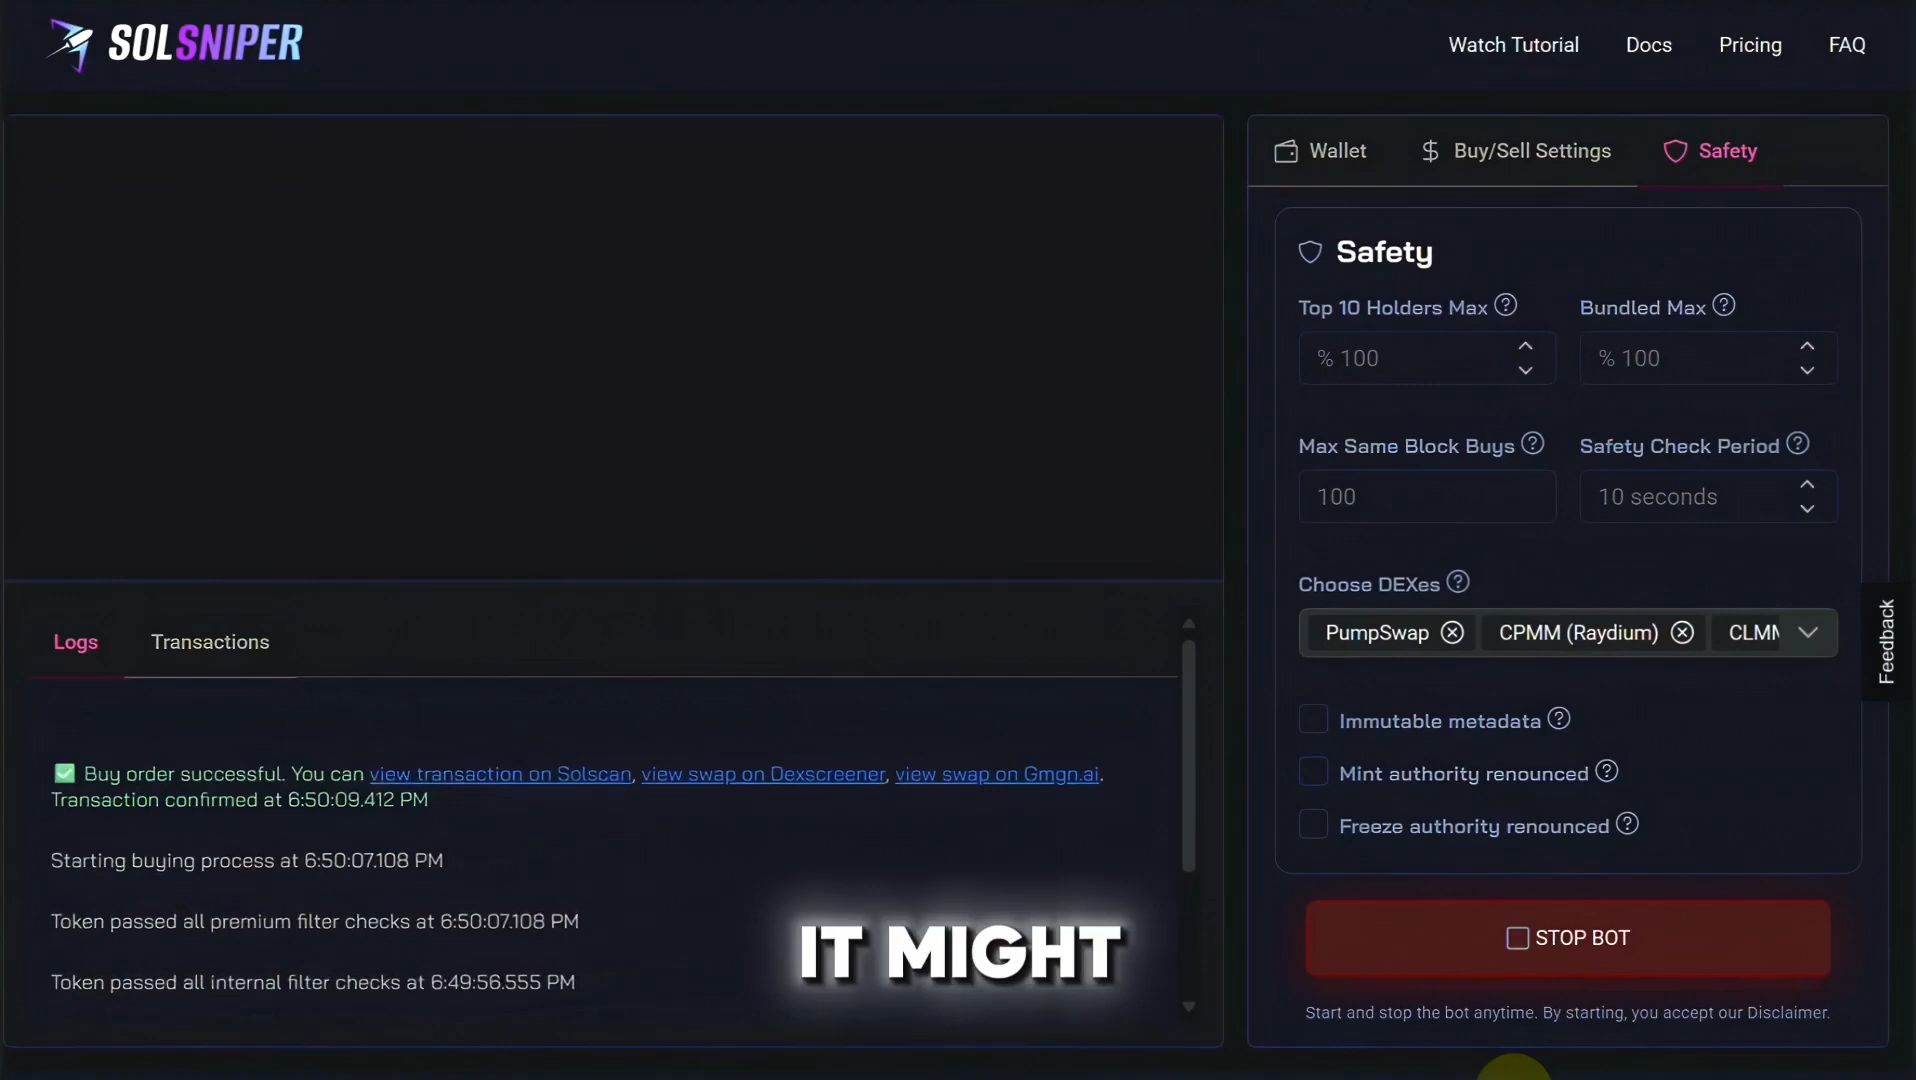 SOLSNIPER
Watch Tutorial Docs Pricing FAQ
Wallet Buy/Sell Settings Safety
Safety
Top 10 Holders Max Bundled Max
% 100 % 100
Max Same Block Buys Safety Check Period
100 10 seconds
Choose DEXes
PumpSwap CPMM (Raydium) CLMM
Immutable metadata
Mint authority renounced
Freeze authority renounced
STOP BOT
Start and stop the bot anytime. By starting, you accept our Disclaimer.
Feedback
Logs Transactions
Buy order successful. You can view transaction on Solscan, view swap on Dexscreener, view swap on Gmgn.ai.
Transaction confirmed at 6:50:09.412 PM
Starting buying process at 6:50:07.108 PM
Token passed all premium filter checks at 6:50:07.108 PM
Token passed all internal filter checks at 6:49:56.555 PM
IT MIGHT